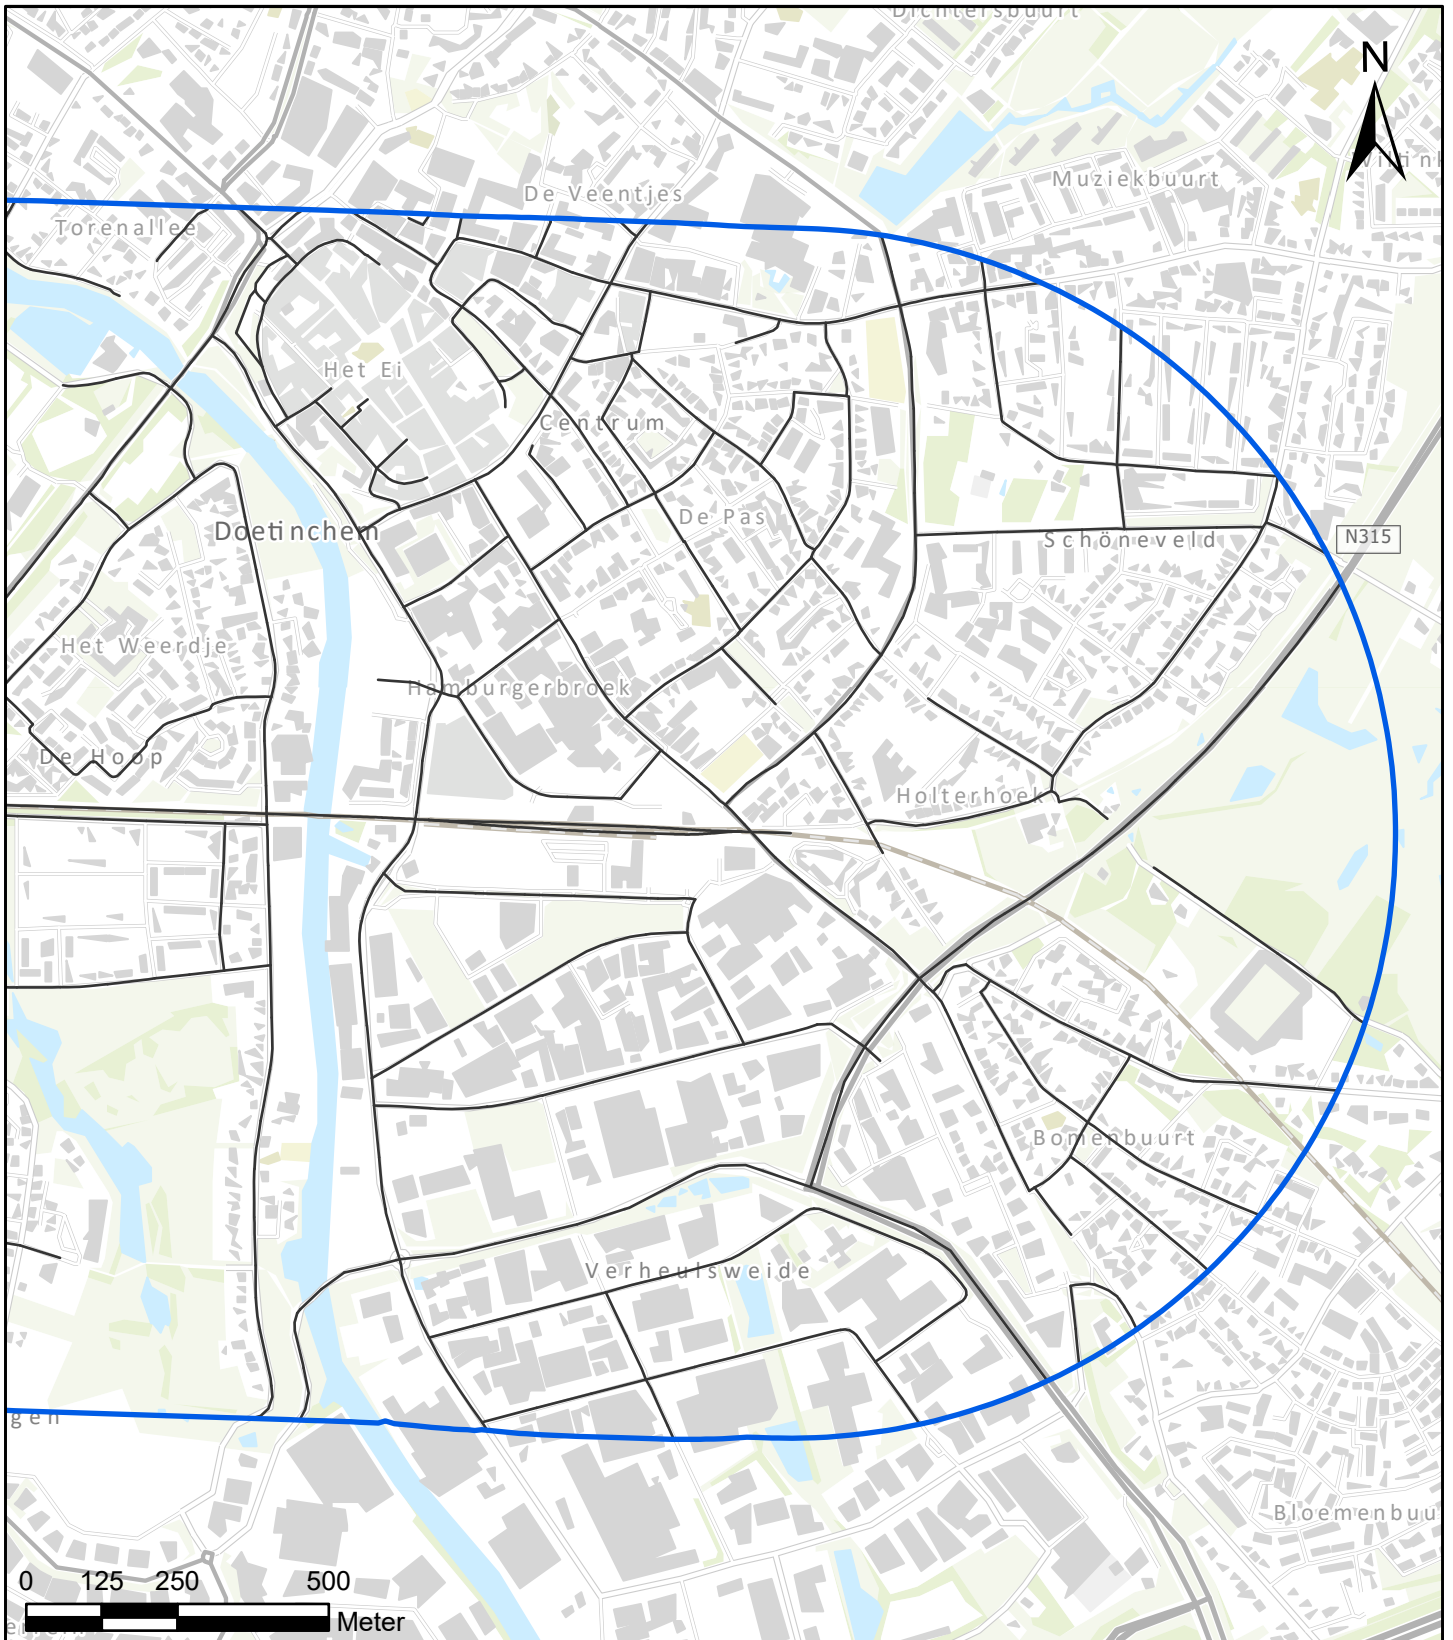 Dichtersbuurt
N
De Veentjes
Muziekbuurt
Torenallee
Het Ei
Centrum
De Pas
Doetinchem
Schöneveld
N315
Het Weerdje
Hamburgerbroek
De Hoop
Holterhoek
Bomenbuurt
Verheulsweide
gen
Bloemenbuu
0 125 250 500
Meter